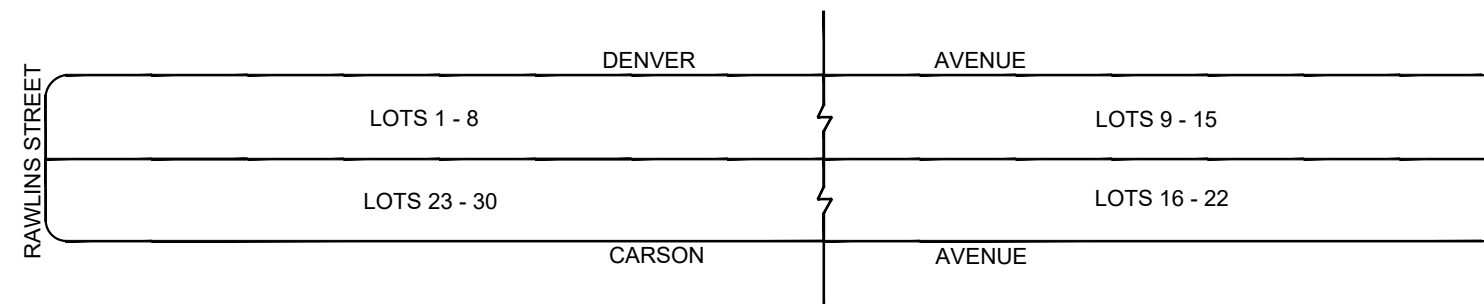 DENVER AVENUE
RAWLINS STREET
LOTS 1 - 8
LOTS 9 - 15
LOTS 23 - 30
LOTS 16 - 22
CARSON AVENUE